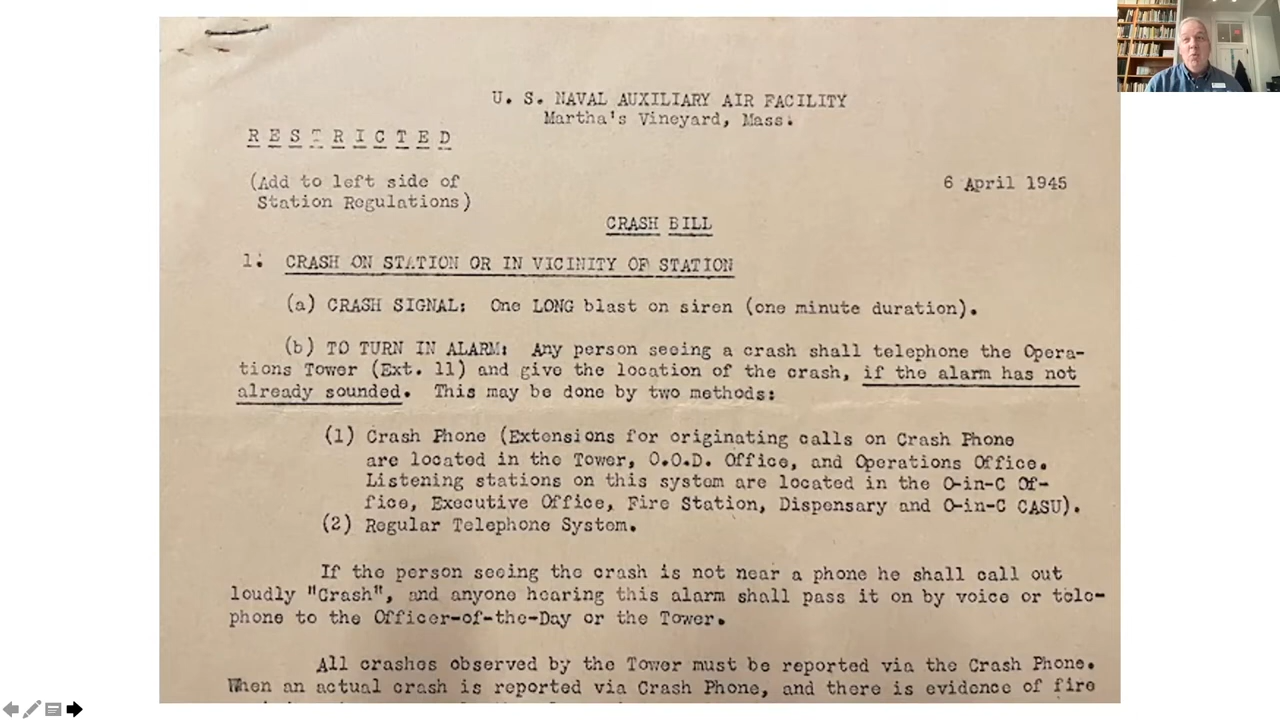 U. S. NAVAL AUXILIARY AIR FACILITY
Martha's Vineyard, Mass.
R E S T R I C T E D
(Add to left side of
Station Regulations)
6 April 1945
CRASH BILL
1. CRASH ON STATION OR IN VICINITY OF STATION
(a) CRASH SIGNAL: One LONG blast on siren (one minute duration).
(b) TO TURN IN ALARM: Any person seeing a crash shall telephone the Opera-
tions Tower (Ext. 11) and give the location of the crash, if the alarm has not
already sounded. This may be done by two methods:
(1) Crash Phone (Extensions for originating calls on Crash Phone
are located in the Tower, O.O.D. Office, and Operations Office.
Listening stations on this system are located in the O-in-C Of-
fice, Executive Office, Fire Station, Dispensary and O-in-C CASU).
(2) Regular Telephone System.
If the person seeing the crash is not near a phone he shall call out
loudly "Crash", and anyone hearing this alarm shall pass it on by voice or tele-
phone to the Officer-of-the-Day or the Tower.
All crashes observed by the Tower must be reported via the Crash Phone.
When an actual crash is reported via Crash Phone, and there is evidence of fire